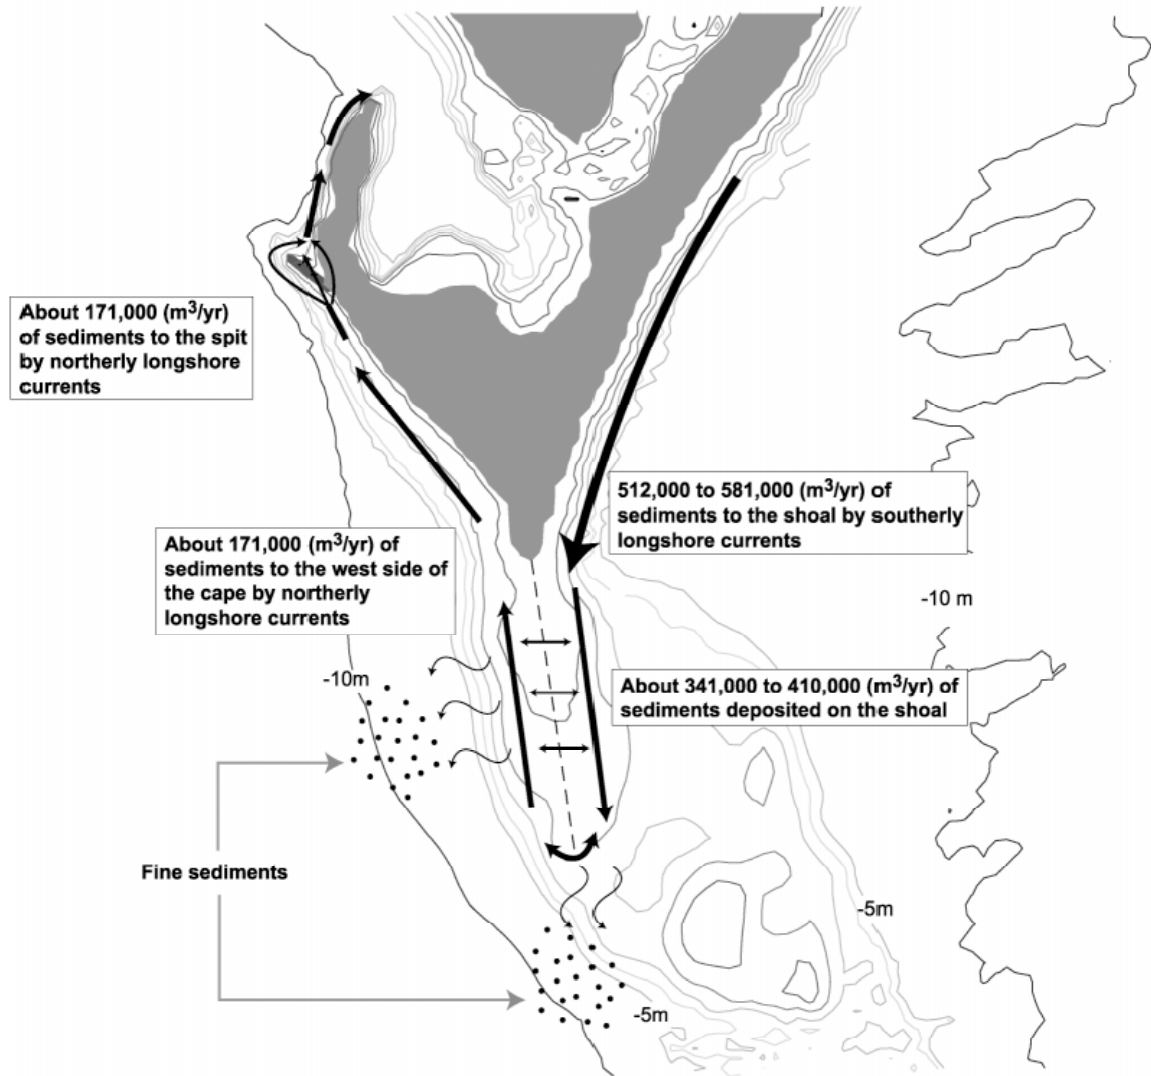 About 171,000 (m³/yr)
of sediments to the spit
by northerly longshore
currents
512,000 to 581,000 (m³/yr) of
sediments to the shoal by southerly
longshore currents
About 171,000 (m³/yr) of
sediments to the west side of
the cape by northerly
longshore currents
-10 m
-10m
About 341,000 to 410,000 (m³/yr) of
sediments deposited on the shoal
Fine sediments
-5m
-5m